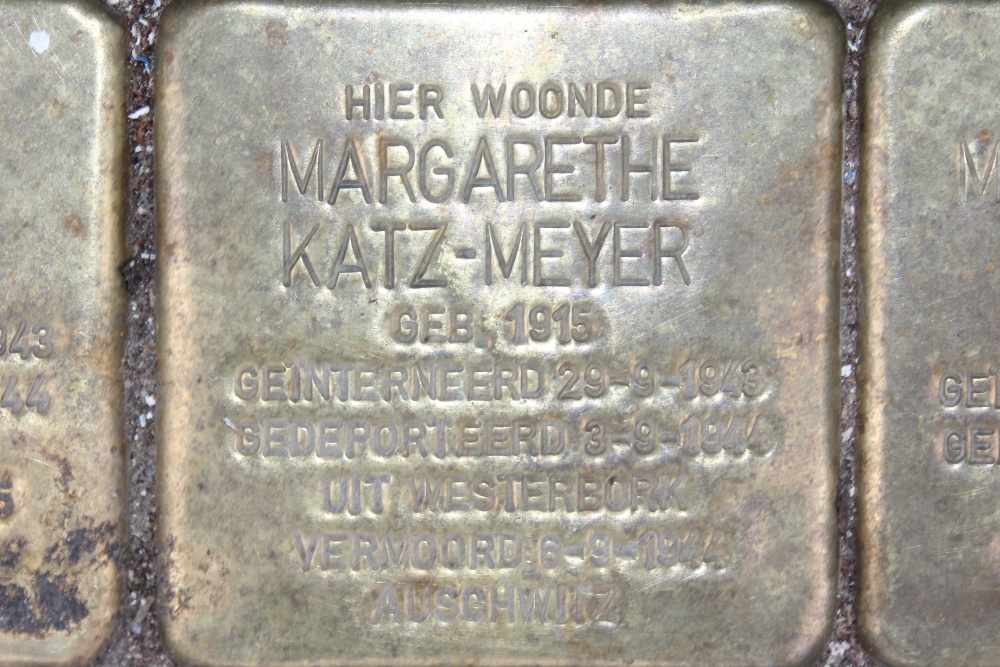 HIER WOONDE
MARGARETHE
KATZ-MEYER
GEB. 1915
GEÏNTERNEERD 29-9-1943
GEDEPORTEERD 3-9-1944
UIT WESTERBORK
VERMOORD 6-9-1944
AUSCHWITZ